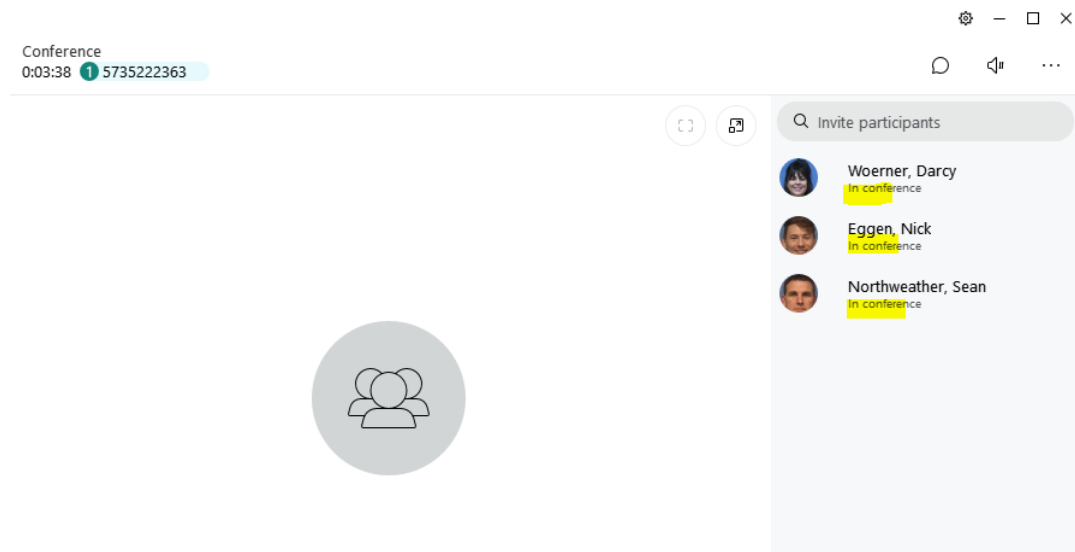 Conference
0:03:38 1 5735222363
Invite participants
Woerner, Darcy
In conference
Eggen, Nick
In conference
Northweather, Sean
In conference